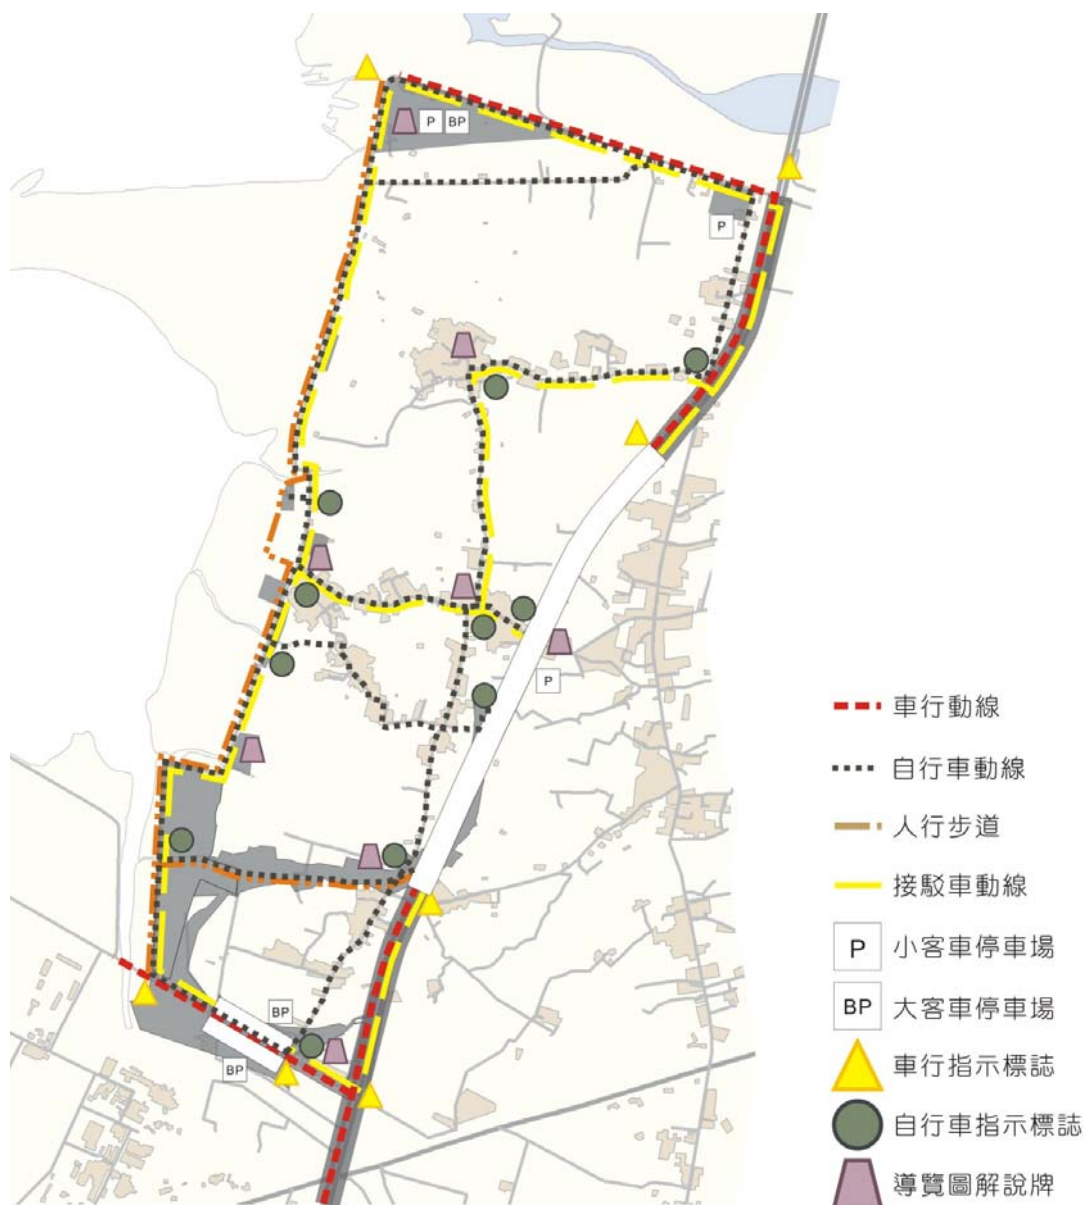 P BP
P
P
BP
BP
車行動線
自行車動線
人行步道
接駁車動線
P 小客車停車場
BP 大客車停車場
車行指示標誌
自行車指示標誌
導覽圖解說牌